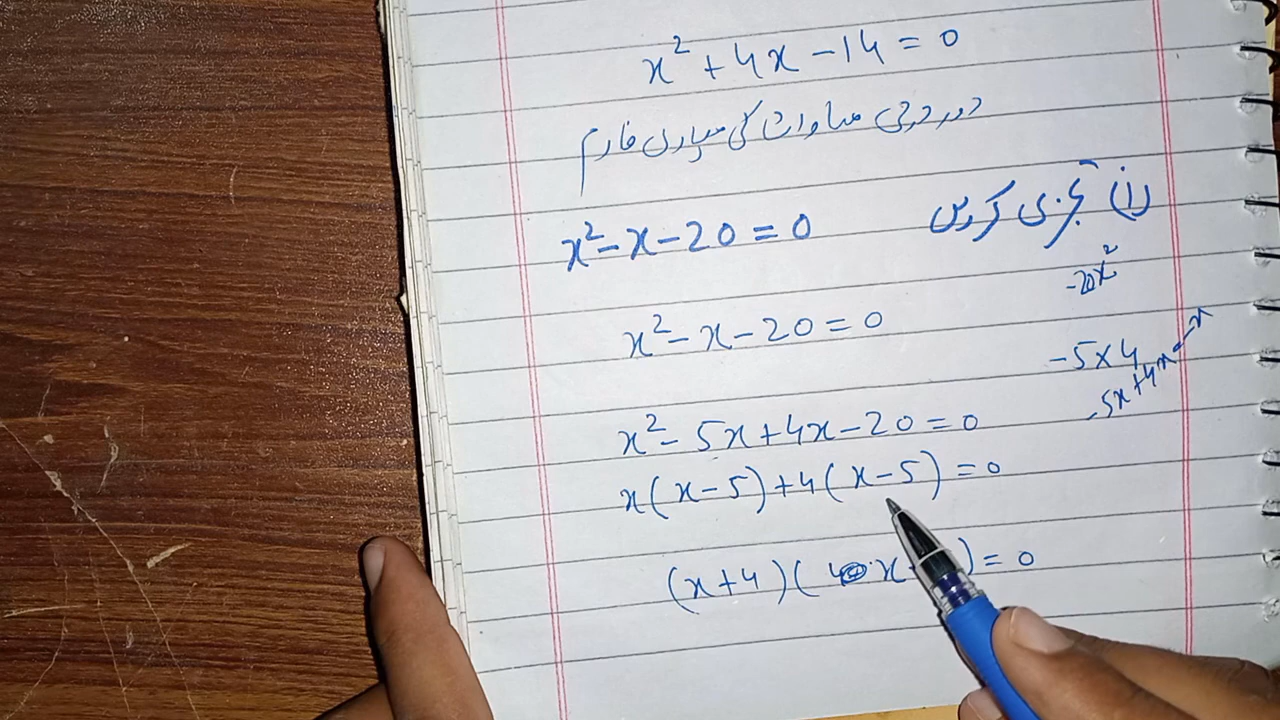 x² + 4x - 14 = 0
دو درجی مساوات کی معیاری فارم
x² - x - 20 = 0
(i) تجزی کریں
-20x²
x² - x - 20 = 0
-5 x 4
-5x + 4x = -x
x² - 5x + 4x - 20 = 0
x(x - 5) + 4(x - 5) = 0
(x + 4)( x ) = 0